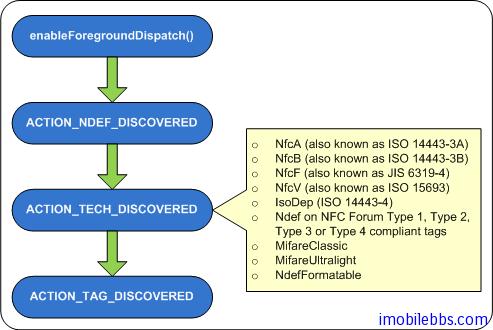 enableForegroundDispatch()
ACTION_NDEF_DISCOVERED
ACTION_TECH_DISCOVERED
ACTION_TAG_DISCOVERED
o NfcA (also known as ISO 14443-3A)
o NfcB (also known as ISO 14443-3B)
o NfcF (also known as JIS 6319-4)
o NfcV (also known as ISO 15693)
o IsoDep (ISO 14443-4)
o Ndef on NFC Forum Type 1, Type 2,
Type 3 or Type 4 compliant tags
o MifareClassic
o MifareUltralight
o NdefFormatable
imobilebbs.com